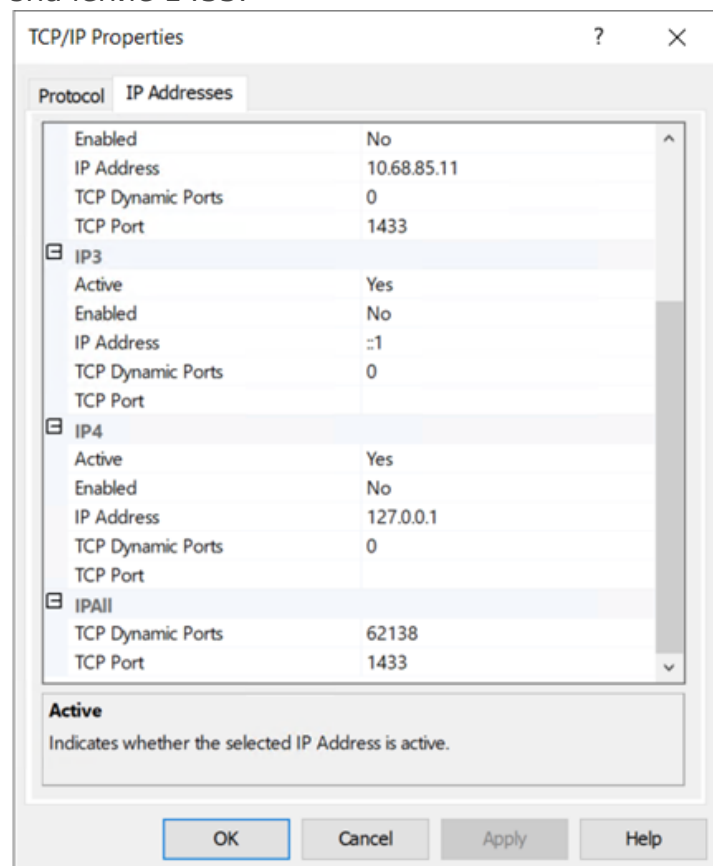 значение 1433.
TCP/IP Properties ? ×
Protocol IP Addresses
Enabled No
IP Address 10.68.85.11
TCP Dynamic Ports 0
TCP Port 1433
IP3
Active Yes
Enabled No
IP Address ::1
TCP Dynamic Ports 0
TCP Port
IP4
Active Yes
Enabled No
IP Address 127.0.0.1
TCP Dynamic Ports 0
TCP Port
IPAll
TCP Dynamic Ports 62138
TCP Port 1433
Active
Indicates whether the selected IP Address is active.
OK Cancel Apply Help